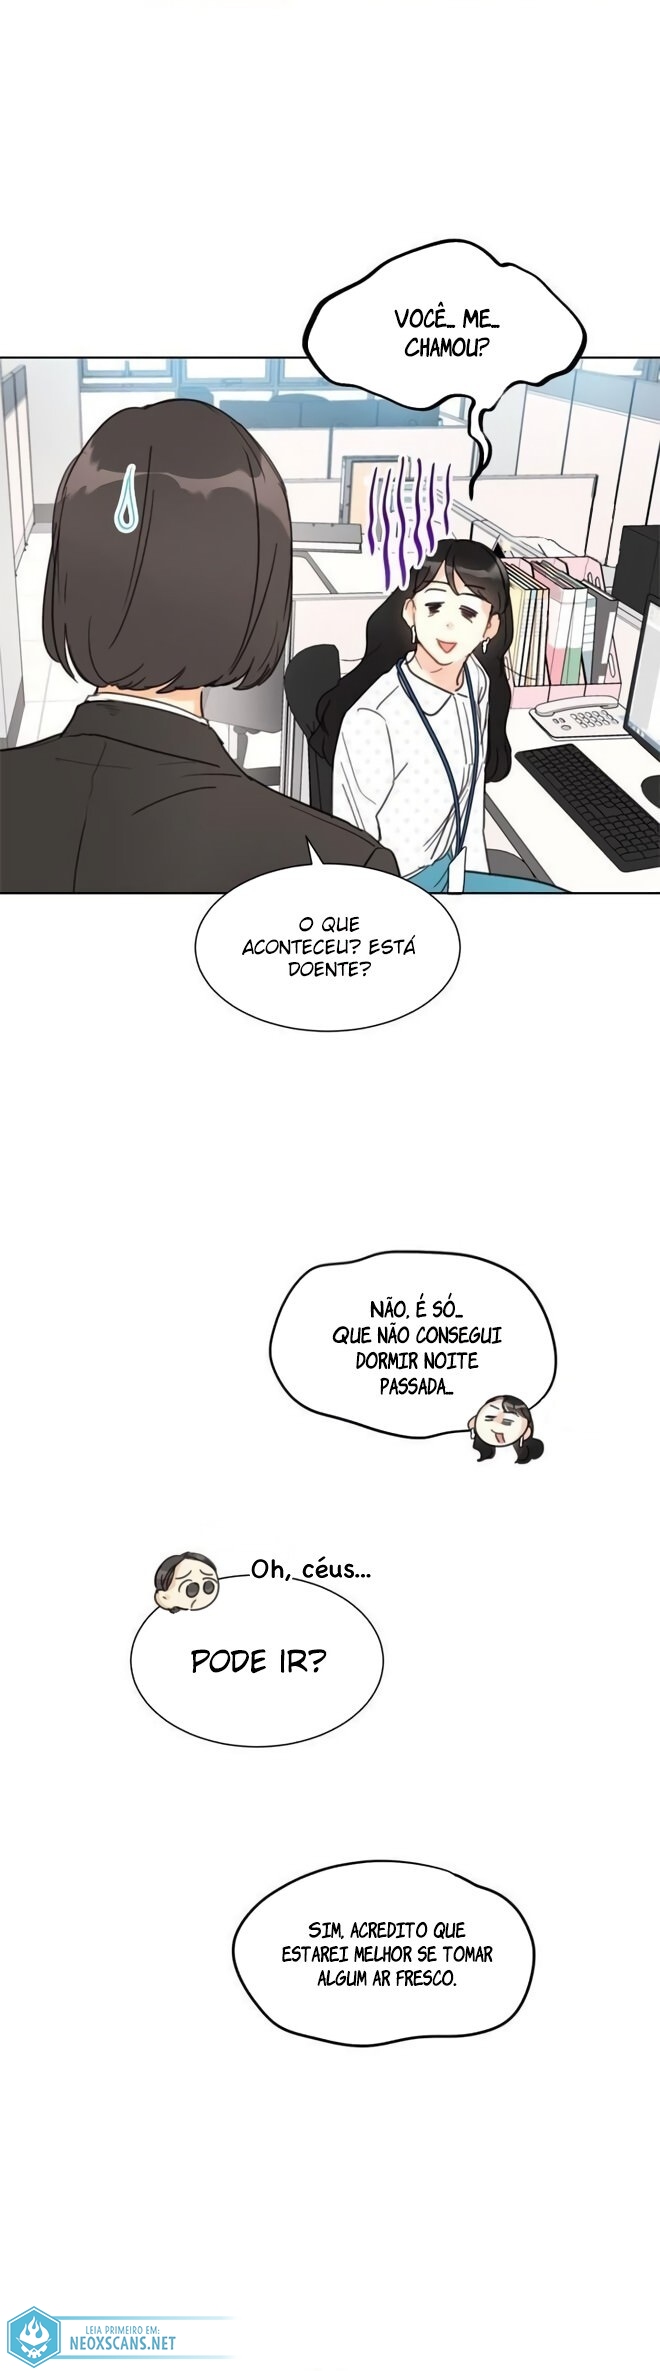 VOCÊ... ME...
CHAMOU?
O QUE
ACONTECEU? ESTÁ
DOENTE?
NÃO, É SÓ...
QUE NÃO CONSEGUI
DORMIR NOITE
PASSADA...
Oh, céus...
PODE IR?
SIM, ACREDITO QUE
ESTAREI MELHOR SE TOMAR
ALGUM AR FRESCO.
LEIA PRIMEIRO EM:
NEOXSCANS.NET